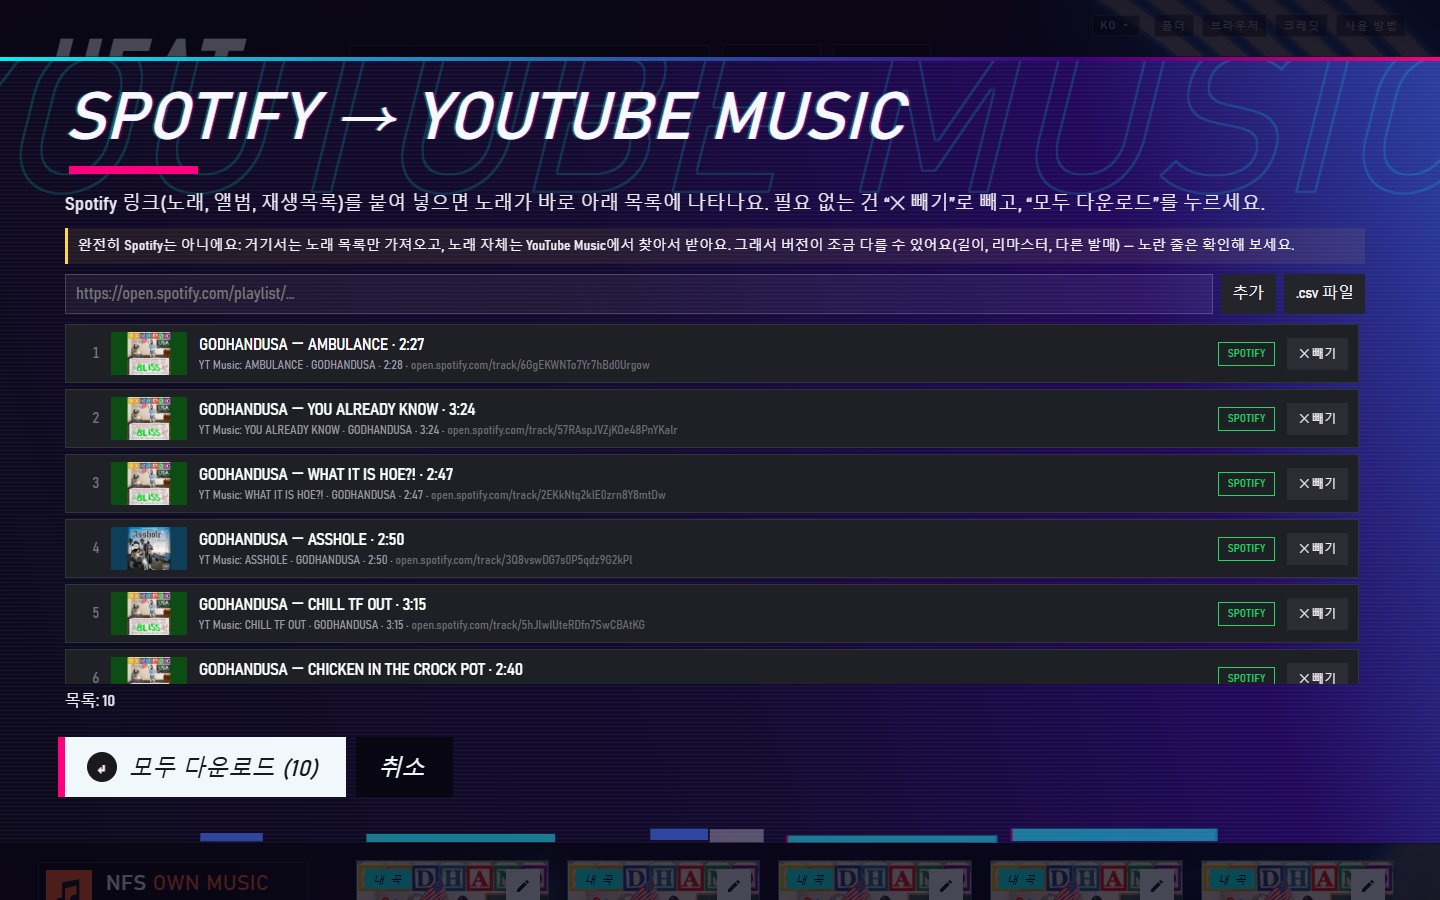 HEAT
KO
폴더
브라우저
크레딧
사용 방법
YOUTUBE MUSIC
SPOTIFY → YOUTUBE MUSIC
Spotify 링크(노래, 앨범, 재생목록)를 붙여 넣으면 노래가 바로 아래 목록에 나타나요. 필요 없는 건 “✕ 빼기”로 빼고, “모두 다운로드”를 누르세요.
완전히 Spotify는 아니에요: 거기서는 노래 목록만 가져오고, 노래 자체는 YouTube Music에서 찾아서 받아요. 그래서 버전이 조금 다를 수 있어요(길이, 리마스터, 다른 발매) — 노란 줄은 확인해 보세요.
https://open.spotify.com/playlist/…
추가
.csv 파일
1
GODHANDUSA — AMBULANCE · 2:27
YT Music: AMBULANCE · GODHANDUSA · 2:28 · open.spotify.com/track/6GgEKWNTo7Yr7hBd0Urgow
SPOTIFY
✕ 빼기
2
GODHANDUSA — YOU ALREADY KNOW · 3:24
YT Music: YOU ALREADY KNOW · GODHANDUSA · 3:24 · open.spotify.com/track/57RAspJVZjKOe48PnYKalr
SPOTIFY
✕ 빼기
3
GODHANDUSA — WHAT IT IS HOE?! · 2:47
YT Music: WHAT IT IS HOE?! · GODHANDUSA · 2:47 · open.spotify.com/track/2EKkNtq2klE0zrn8Y8mtDw
SPOTIFY
✕ 빼기
4
Asshole
GODHANDUSA — ASSHOLE · 2:50
YT Music: ASSHOLE · GODHANDUSA · 2:50 · open.spotify.com/track/3Q8vswDG7s0P5qdz9G2kPl
SPOTIFY
✕ 빼기
5
GODHANDUSA — CHILL TF OUT · 3:15
YT Music: CHILL TF OUT · GODHANDUSA · 3:15 · open.spotify.com/track/5hJlwIUteRDfn7SwCBAtKG
SPOTIFY
✕ 빼기
6
GODHANDUSA — CHICKEN IN THE CROCK POT · 2:40
SPOTIFY
✕ 빼기
목록: 10
모두 다운로드 (10)
취소
NFS OWN MUSIC
내 곡
내 곡
내 곡
내 곡
내 곡